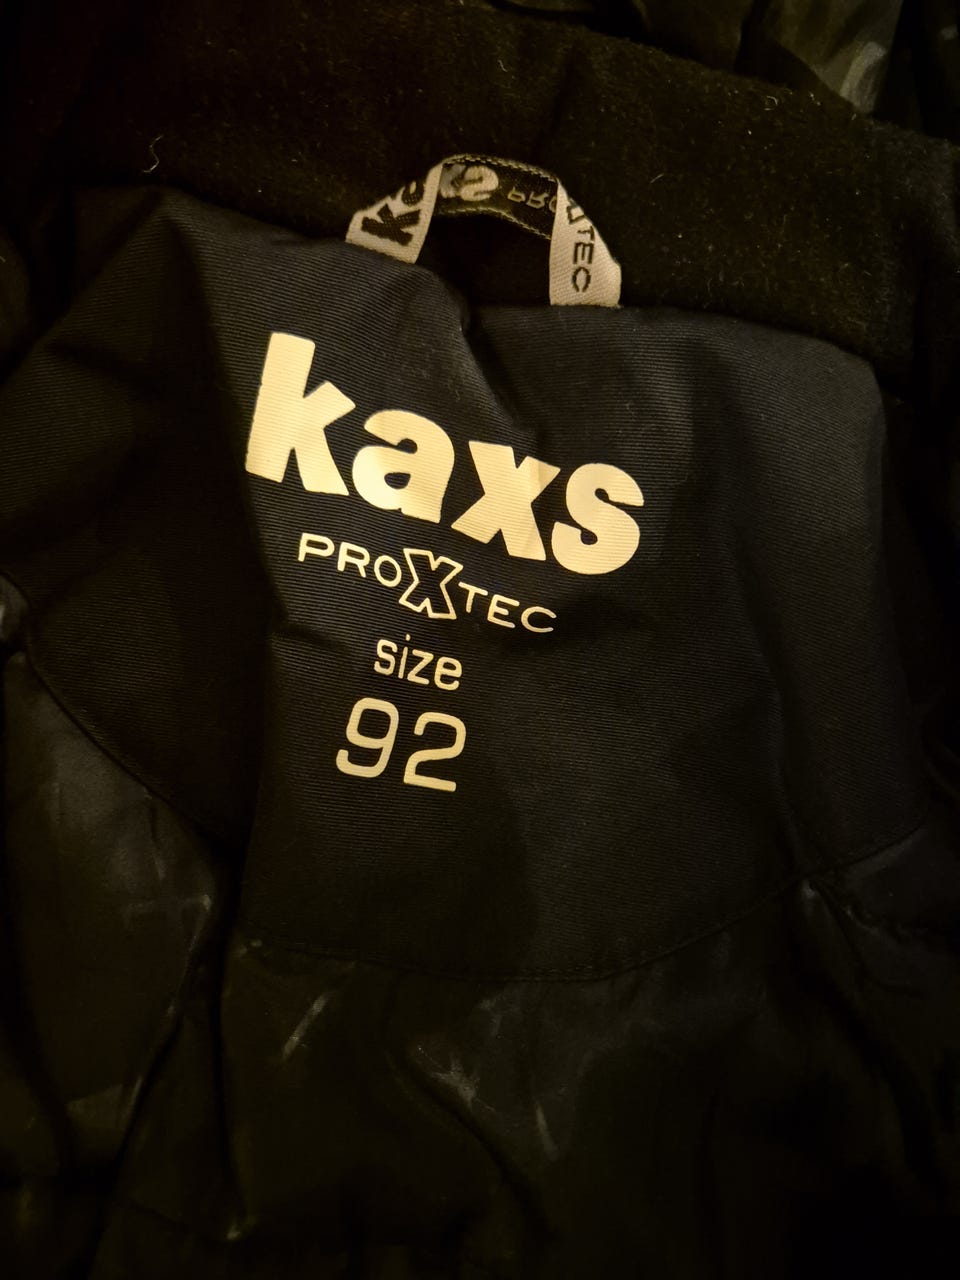 kaxs
PROXTEC
size
92